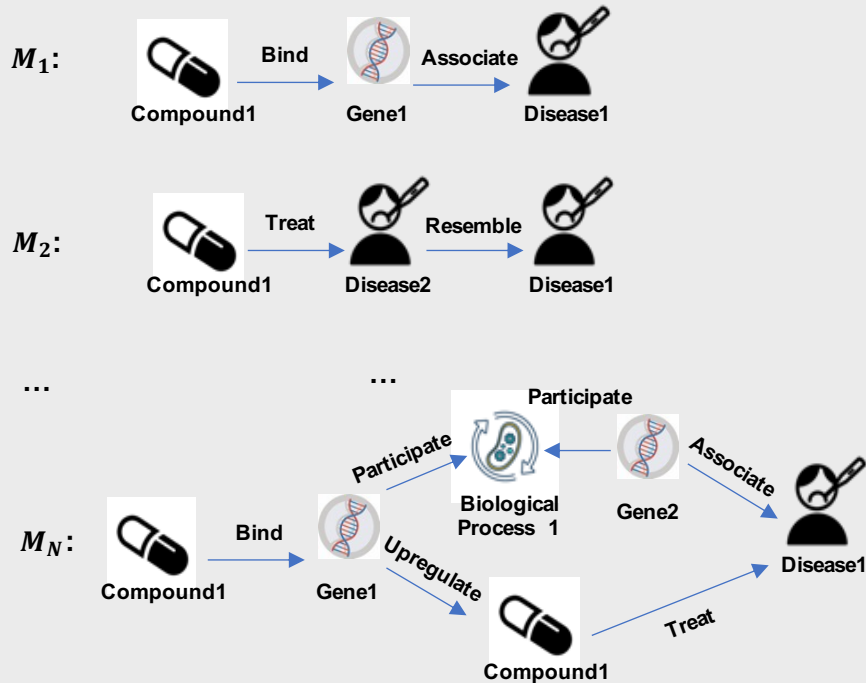 M₁:
Bind
Associate
Compound1
Gene1
Disease1
M₂:
Treat
Resemble
Compound1
Disease2
Disease1
...
...
Participate
Participate
Associate
Biological
Process 1
Gene2
M_N:
Bind
Upregulate
Disease1
Compound1
Gene1
Treat
Compound1